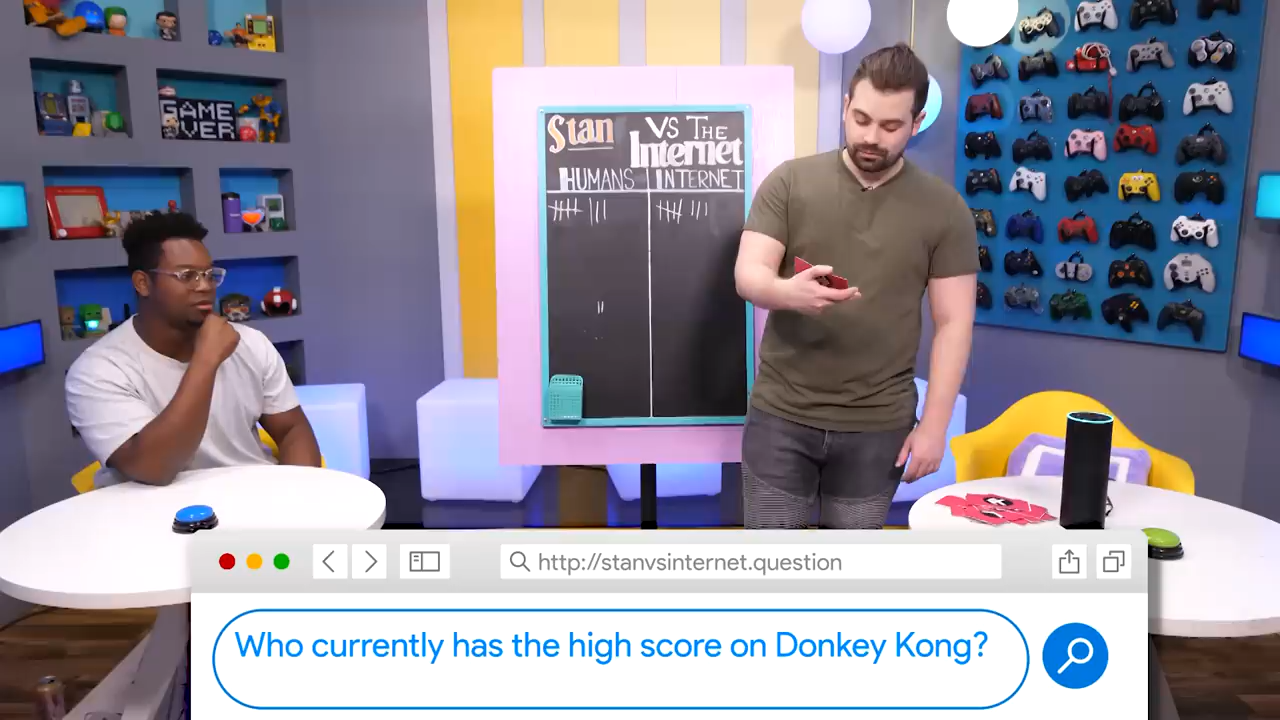 GAME
OVER
Stan VS THE
Internet
HUMANS INTERNET
http://stanvsinternet.question
Who currently has the high score on Donkey Kong?